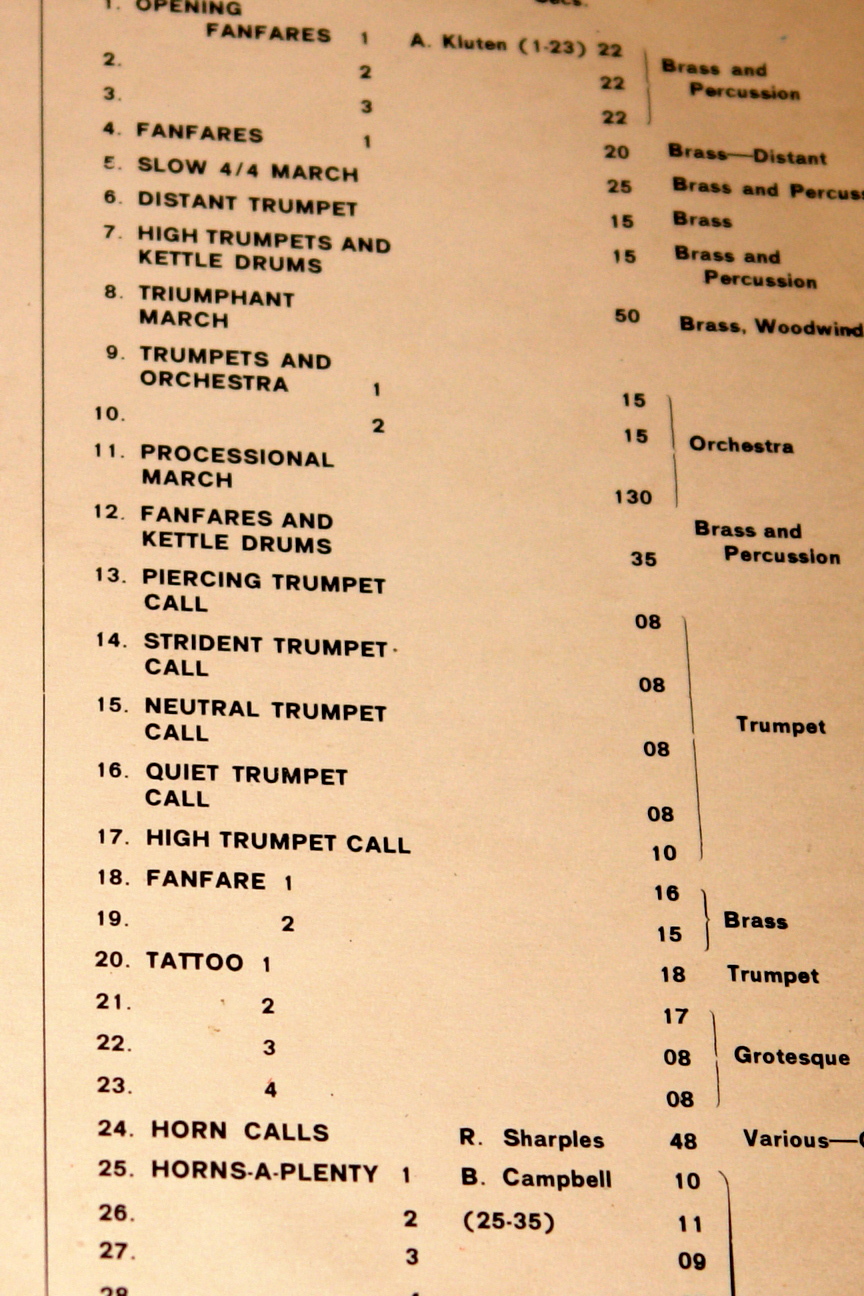 1. OPENING
FANFARES 1 A. Kluten (1-23) 22 Brass and
2. 2 22 Percussion
3. 3 22
4. FANFARES 1 20 Brass—Distant
5. SLOW 4/4 MARCH 25 Brass and Percuss
6. DISTANT TRUMPET 15 Brass
7. HIGH TRUMPETS AND 15 Brass and
KETTLE DRUMS Percussion
8. TRIUMPHANT
MARCH 50 Brass, Woodwind
9. TRUMPETS AND
ORCHESTRA 1 15
10. 2 15 Orchestra
11. PROCESSIONAL
MARCH 130
12. FANFARES AND Brass and
KETTLE DRUMS 35 Percussion
13. PIERCING TRUMPET
CALL 08
14. STRIDENT TRUMPET
CALL 08
15. NEUTRAL TRUMPET Trumpet
CALL 08
16. QUIET TRUMPET
CALL 08
17. HIGH TRUMPET CALL 10
18. FANFARE 1 16
19. 2 15 Brass
20. TATTOO 1 18 Trumpet
21. 2 17
22. 3 08 Grotesque
23. 4 08
24. HORN CALLS R. Sharples 48 Various—
25. HORNS-A-PLENTY 1 B. Campbell 10
26. 2 (25-35) 11
27. 3 09